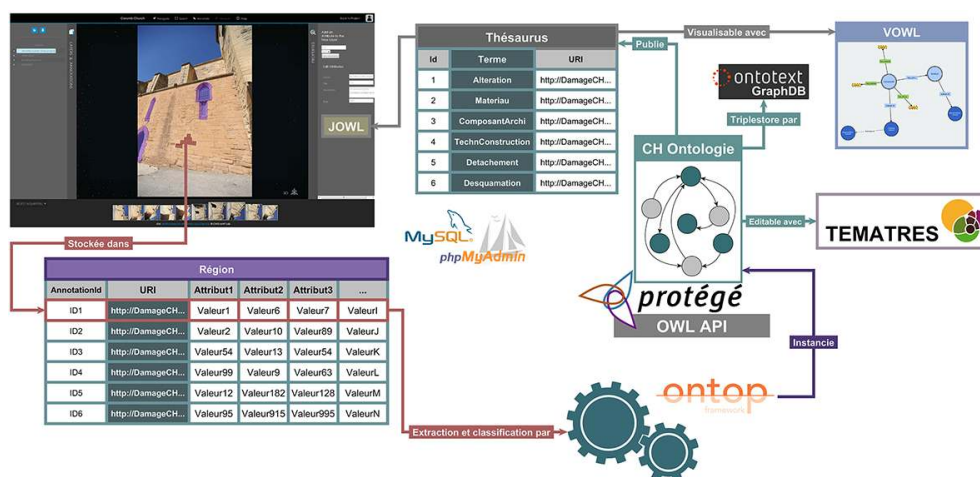 Thésaurus
Id Terme URI
1 Alteration http://DamageCH...
2 Materiau http://DamageCH...
3 ComposantArchi http://DamageCH...
4 TechnConstruction http://DamageCH...
5 Detachement http://DamageCH...
6 Desquamation http://DamageCH...
JOWL
Publie
Visualisable avec
VOWL
ontotext
GraphDB
Triplestore par
CH Ontologie
Editable avec
TEMATRES
MySQL
phpMyAdmin
protégé
OWL API
Instancie
ontop
framework
Stockée dans
Région
AnnotationId URI Attribut1 Attribut2 Attribut3 ...
ID1 http://DamageCH... Valeur1 Valeur6 Valeur7 ValeurI
ID2 http://DamageCH... Valeur2 Valeur10 Valeur89 ValeurJ
ID3 http://DamageCH... Valeur54 Valeur13 Valeur54 ValeurK
ID4 http://DamageCH... Valeur99 Valeur9 Valeur63 ValeurL
ID5 http://DamageCH... Valeur12 Valeur182 Valeur128 ValeurM
ID6 http://DamageCH... Valeur95 Valeur915 Valeur995 ValeurN
Extraction et classification par